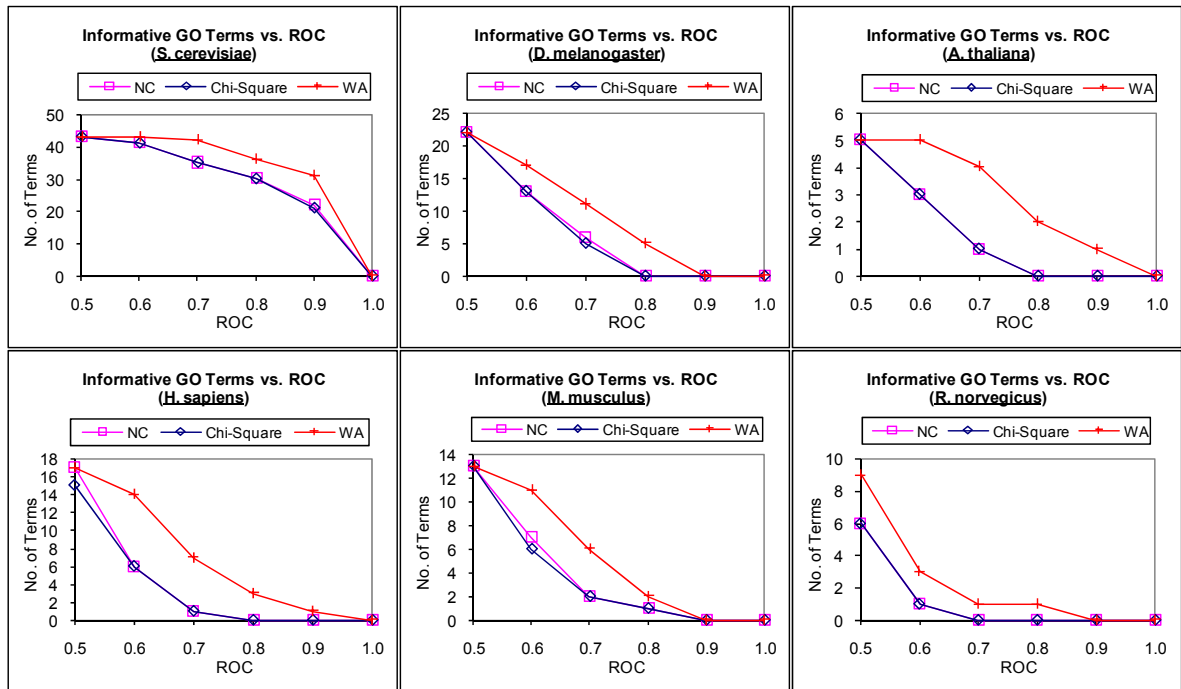 Informative GO Terms vs. ROC
(S. cerevisiae)
NC Chi-Square WA
No. of Terms
50
40
30
20
10
0
0.5 0.6 0.7 0.8 0.9 1.0
ROC
Informative GO Terms vs. ROC
(D. melanogaster)
NC Chi-Square WA
No. of Terms
25
20
15
10
5
0
0.5 0.6 0.7 0.8 0.9 1.0
ROC
Informative GO Terms vs. ROC
(A. thaliana)
NC Chi-Square WA
No. of Terms
6
5
4
3
2
1
0
0.5 0.6 0.7 0.8 0.9 1.0
ROC
Informative GO Terms vs. ROC
(H. sapiens)
NC Chi-Square WA
No. of Terms
18
16
14
12
10
8
6
4
2
0
0.5 0.6 0.7 0.8 0.9 1.0
ROC
Informative GO Terms vs. ROC
(M. musculus)
NC Chi-Square WA
No. of Terms
14
12
10
8
6
4
2
0
0.5 0.6 0.7 0.8 0.9 1.0
ROC
Informative GO Terms vs. ROC
(R. norvegicus)
NC Chi-Square WA
No. of Terms
10
8
6
4
2
0
0.5 0.6 0.7 0.8 0.9 1.0
ROC